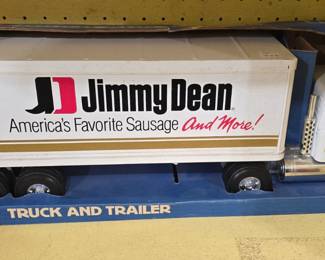 Jimmy Dean®
America's Favorite Sausage And More!
TRUCK AND TRAILER